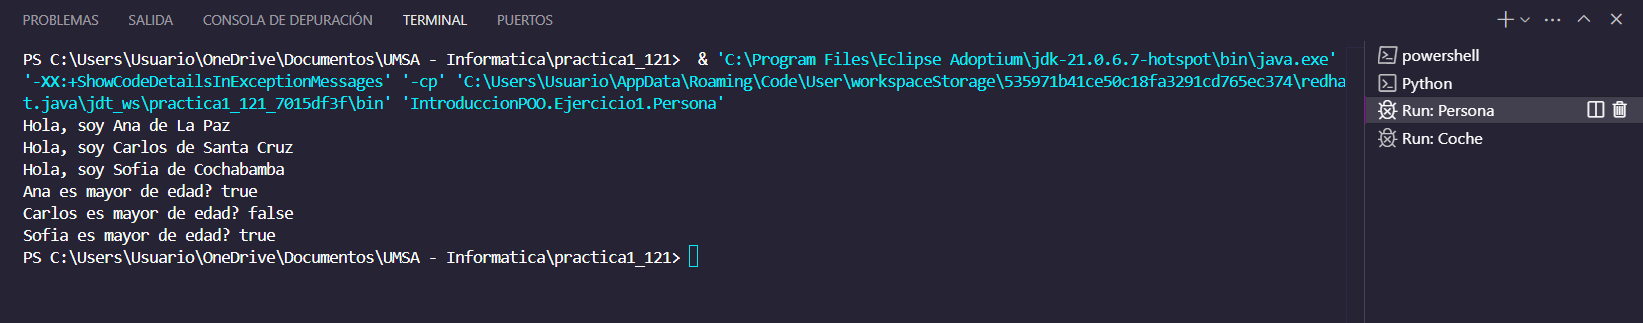 PROBLEMAS SALIDA CONSOLA DE DEPURACIÓN TERMINAL PUERTOS
PS C:\Users\Usuario\OneDrive\Documentos\UMSA - Informatica\practica1_121>  & 'C:\Program Files\Eclipse Adoptium\jdk-21.0.6.7-hotspot\bin\java.exe'
'-XX:+ShowCodeDetailsInExceptionMessages' '-cp' 'C:\Users\Usuario\AppData\Roaming\Code\User\workspaceStorage\535971b41ce50c18fa3291cd765ec374\redha
t.java\jdt_ws\practica1_121_7015df3f\bin' 'IntroduccionPOO.Ejercicio1.Persona'
Hola, soy Ana de La Paz
Hola, soy Carlos de Santa Cruz
Hola, soy Sofia de Cochabamba
Ana es mayor de edad? true
Carlos es mayor de edad? false
Sofia es mayor de edad? true
PS C:\Users\Usuario\OneDrive\Documentos\UMSA - Informatica\practica1_121>
powershell
Python
Run: Persona
Run: Coche